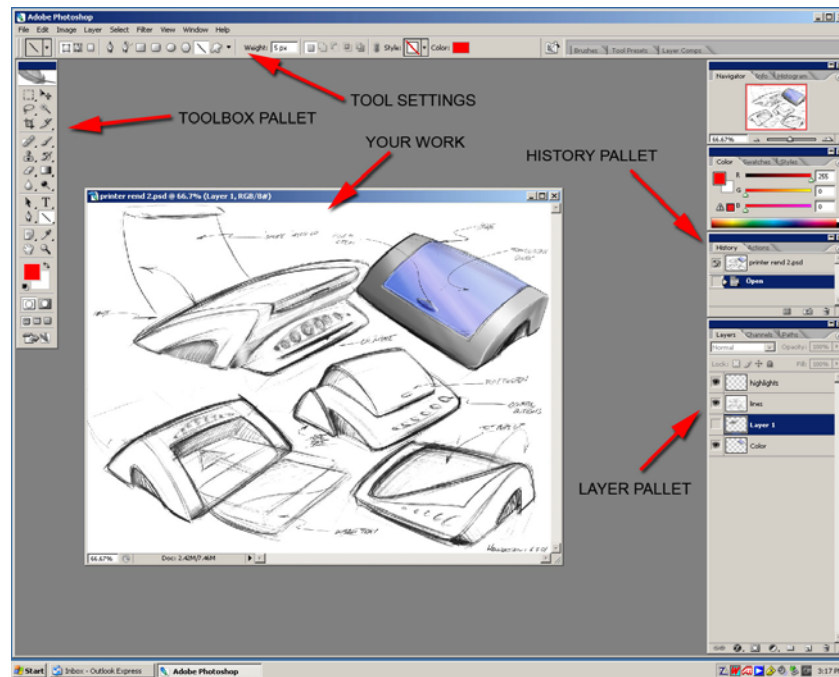 Adobe Photoshop
File Edit Image Layer Select Filter View Window Help
Weight: 5 px Style: Color: Brushes Tool Presets Layer Comps
TOOL SETTINGS
TOOLBOX PALLET
YOUR WORK
HISTORY PALLET
Navigator Info Histogram
66.67%
Color Swatches Styles
R 255
G 0
B 0
printer rend 2.psd @ 66.7% (Layer 1, RGB/8#)
History Actions
printer rend 2.psd
Open
Layers Channels Paths
Normal Opacity: 100%
Lock: Fill: 100%
highlights
lines
Layer 1
Color
LAYER PALLET
66.67% Doc: 2.42M/7.46M
Start Inbox - Outlook Express Adobe Photoshop 3:17 PM